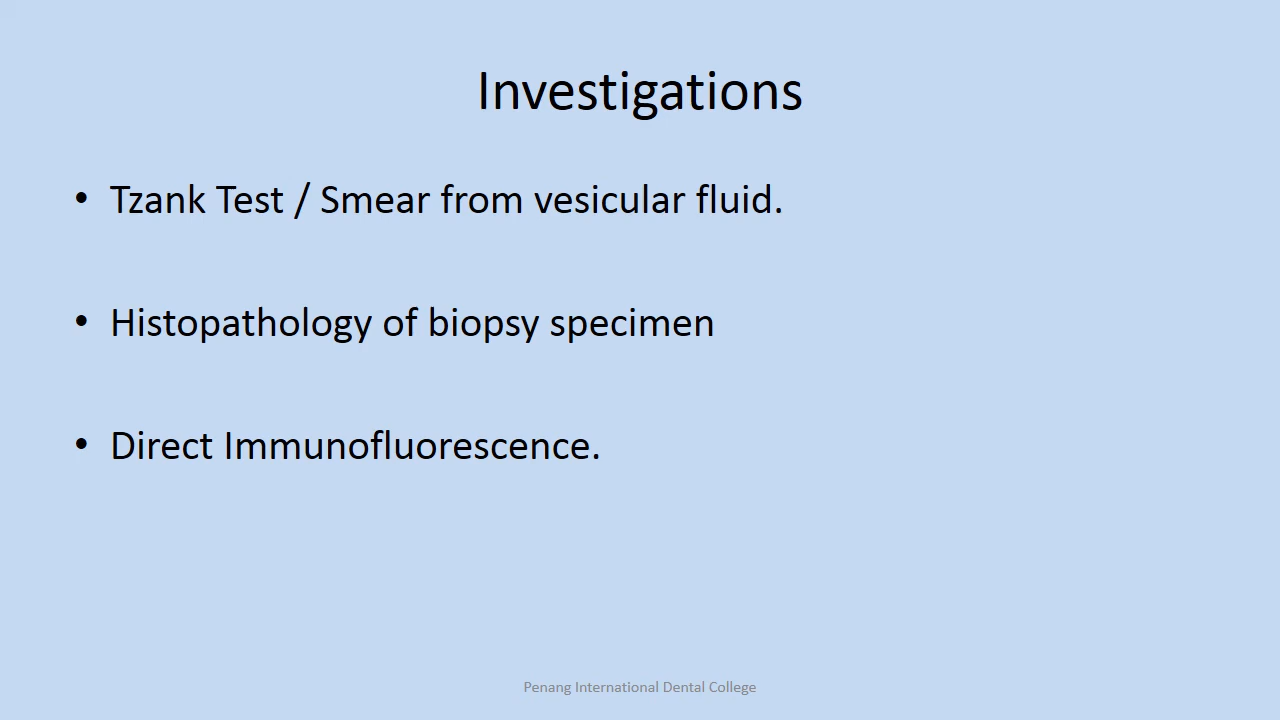 Investigations
• Tzank Test / Smear from vesicular fluid.
• Histopathology of biopsy specimen
• Direct Immunofluorescence.
Penang International Dental College